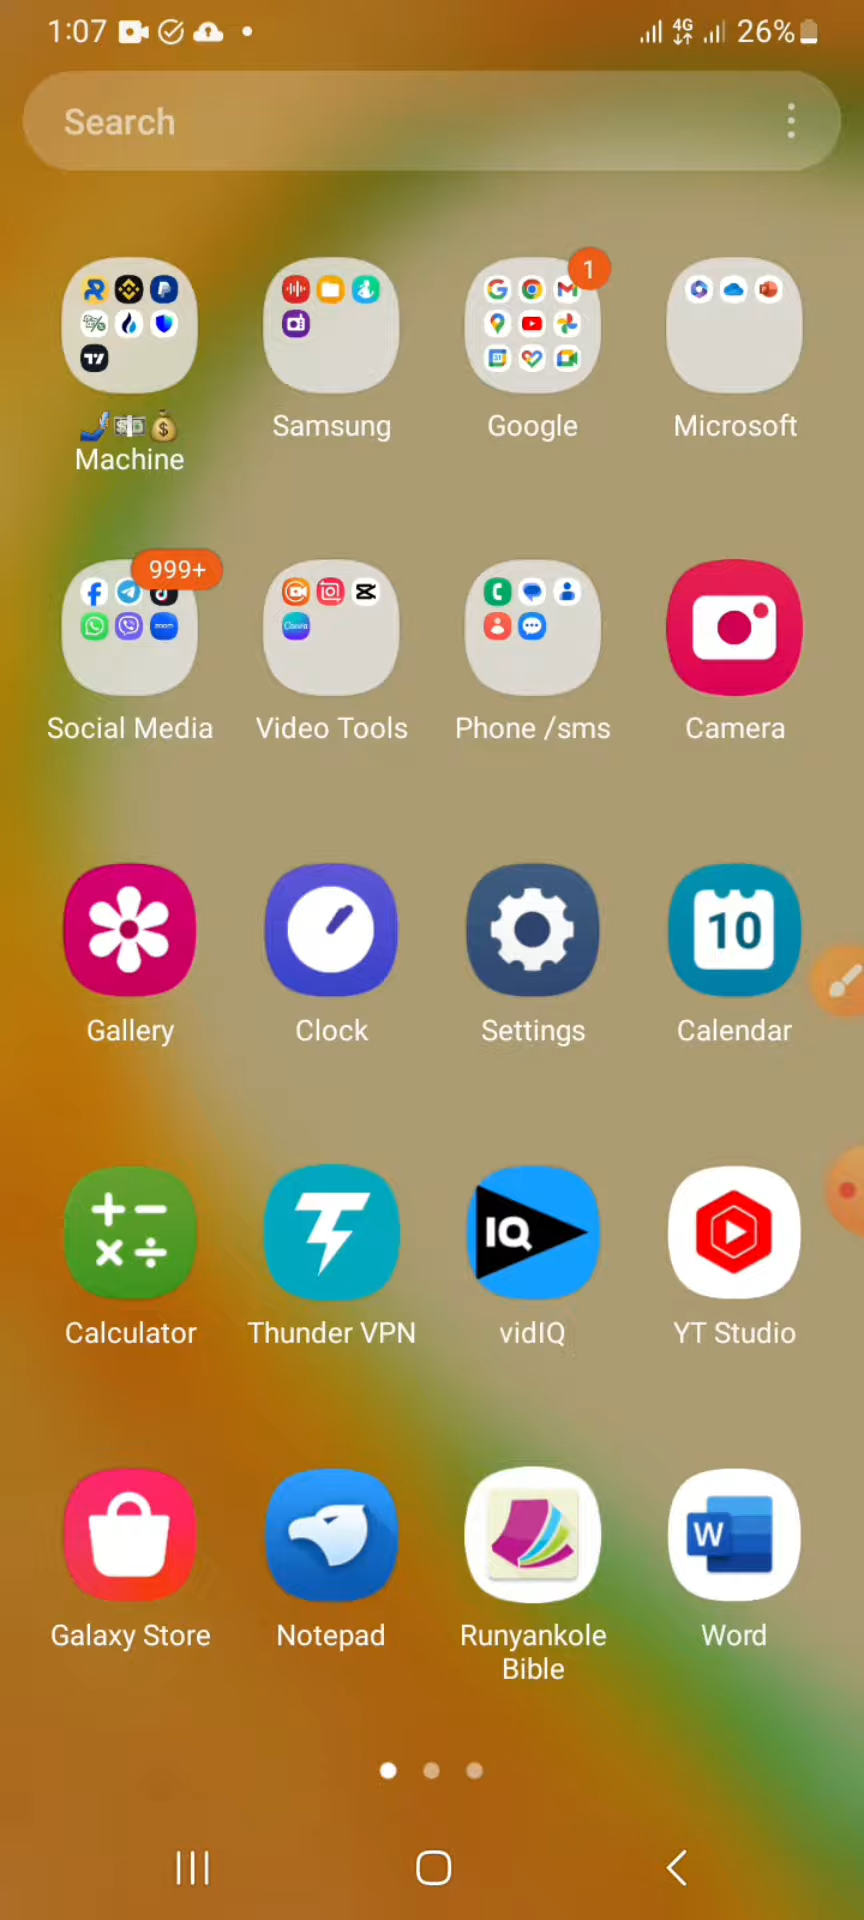 1:07 4G 26%
Search
1
Machine
Samsung
Google
Microsoft
999+
Social Media
Video Tools
Phone /sms
Camera
10
Gallery
Clock
Settings
Calendar
IQ
Calculator
Thunder VPN
vidIQ
YT Studio
W
Galaxy Store
Notepad
Runyankole
Bible
Word